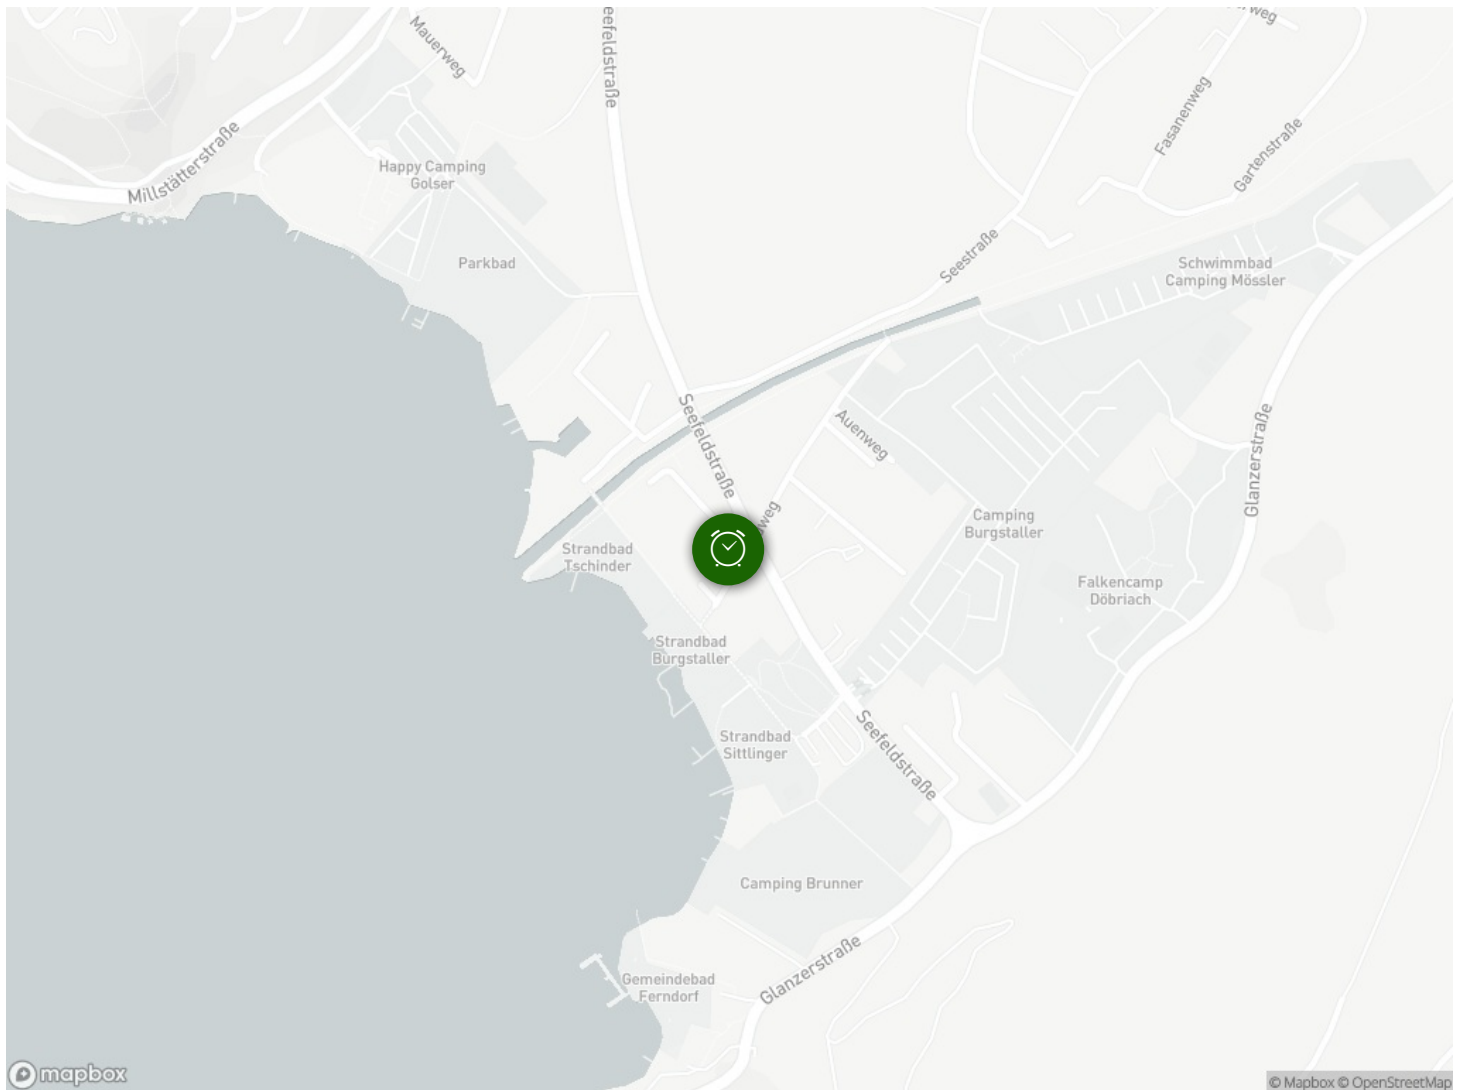 Mauerweg
eefeldstraße
Fasanenweg
Gartenstraße
Millstätterstraße
Happy Camping
Golser
Parkbad
Seestraße
Schwimmbad
Camping Mössler
Seefeldstraße
Auenweg
Glanzerstraße
Camping
Burgstaller
Strandbad
Tschinder
Falkencamp
Döbriach
Strandbad
Burgstaller
Strandbad
Sittlinger
Seefeldstraße
Camping Brunner
Glanzerstraße
Gemeindebad
Ferndorf
mapbox
© Mapbox © OpenStreetMap